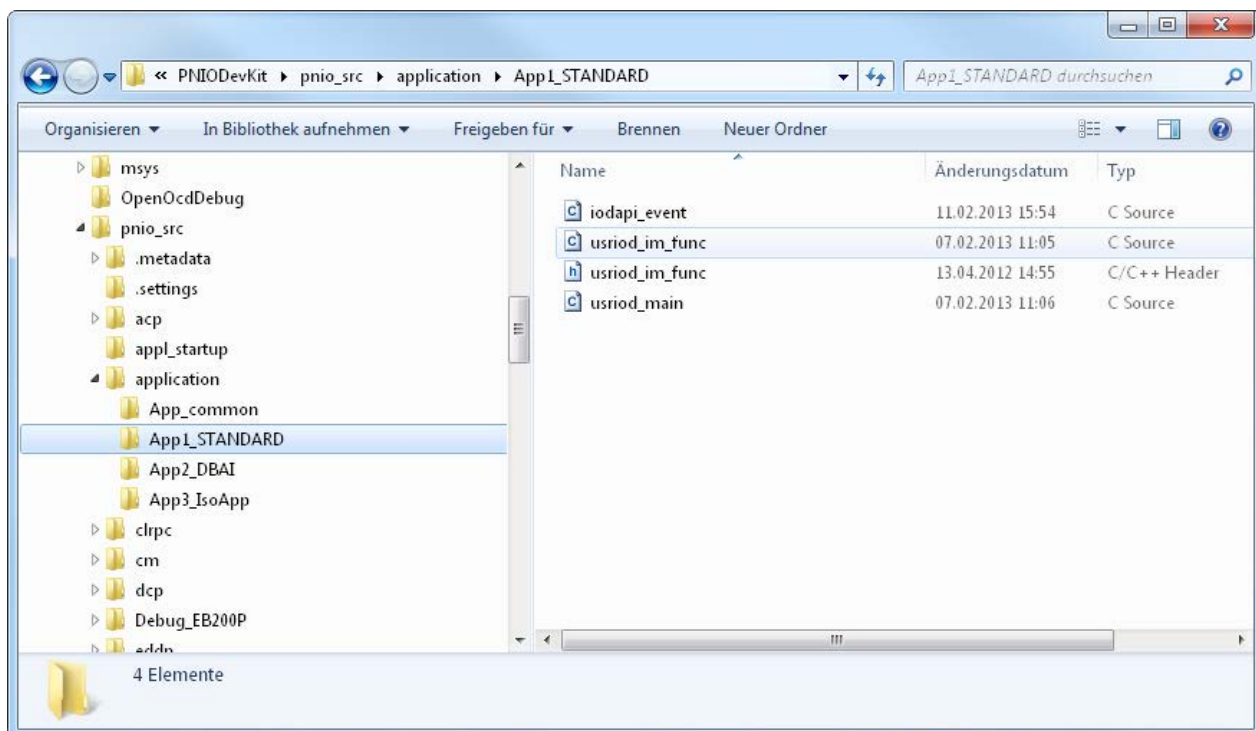 « PNIODevKit ▸ pnio_src ▸ application ▸ App1_STANDARD
App1_STANDARD durchsuchen
Organisieren In Bibliothek aufnehmen Freigeben für Brennen Neuer Ordner
msys
OpenOcdDebug
pnio_src
.metadata
.settings
acp
appl_startup
application
App_common
App1_STANDARD
App2_DBAI
App3_IsoApp
clrpc
cm
dcp
Debug_EB200P
eddp
Name Änderungsdatum Typ
iodapi_event 11.02.2013 15:54 C Source
usriod_im_func 07.02.2013 11:05 C Source
usriod_im_func 13.04.2012 14:55 C/C++ Header
usriod_main 07.02.2013 11:06 C Source
4 Elemente